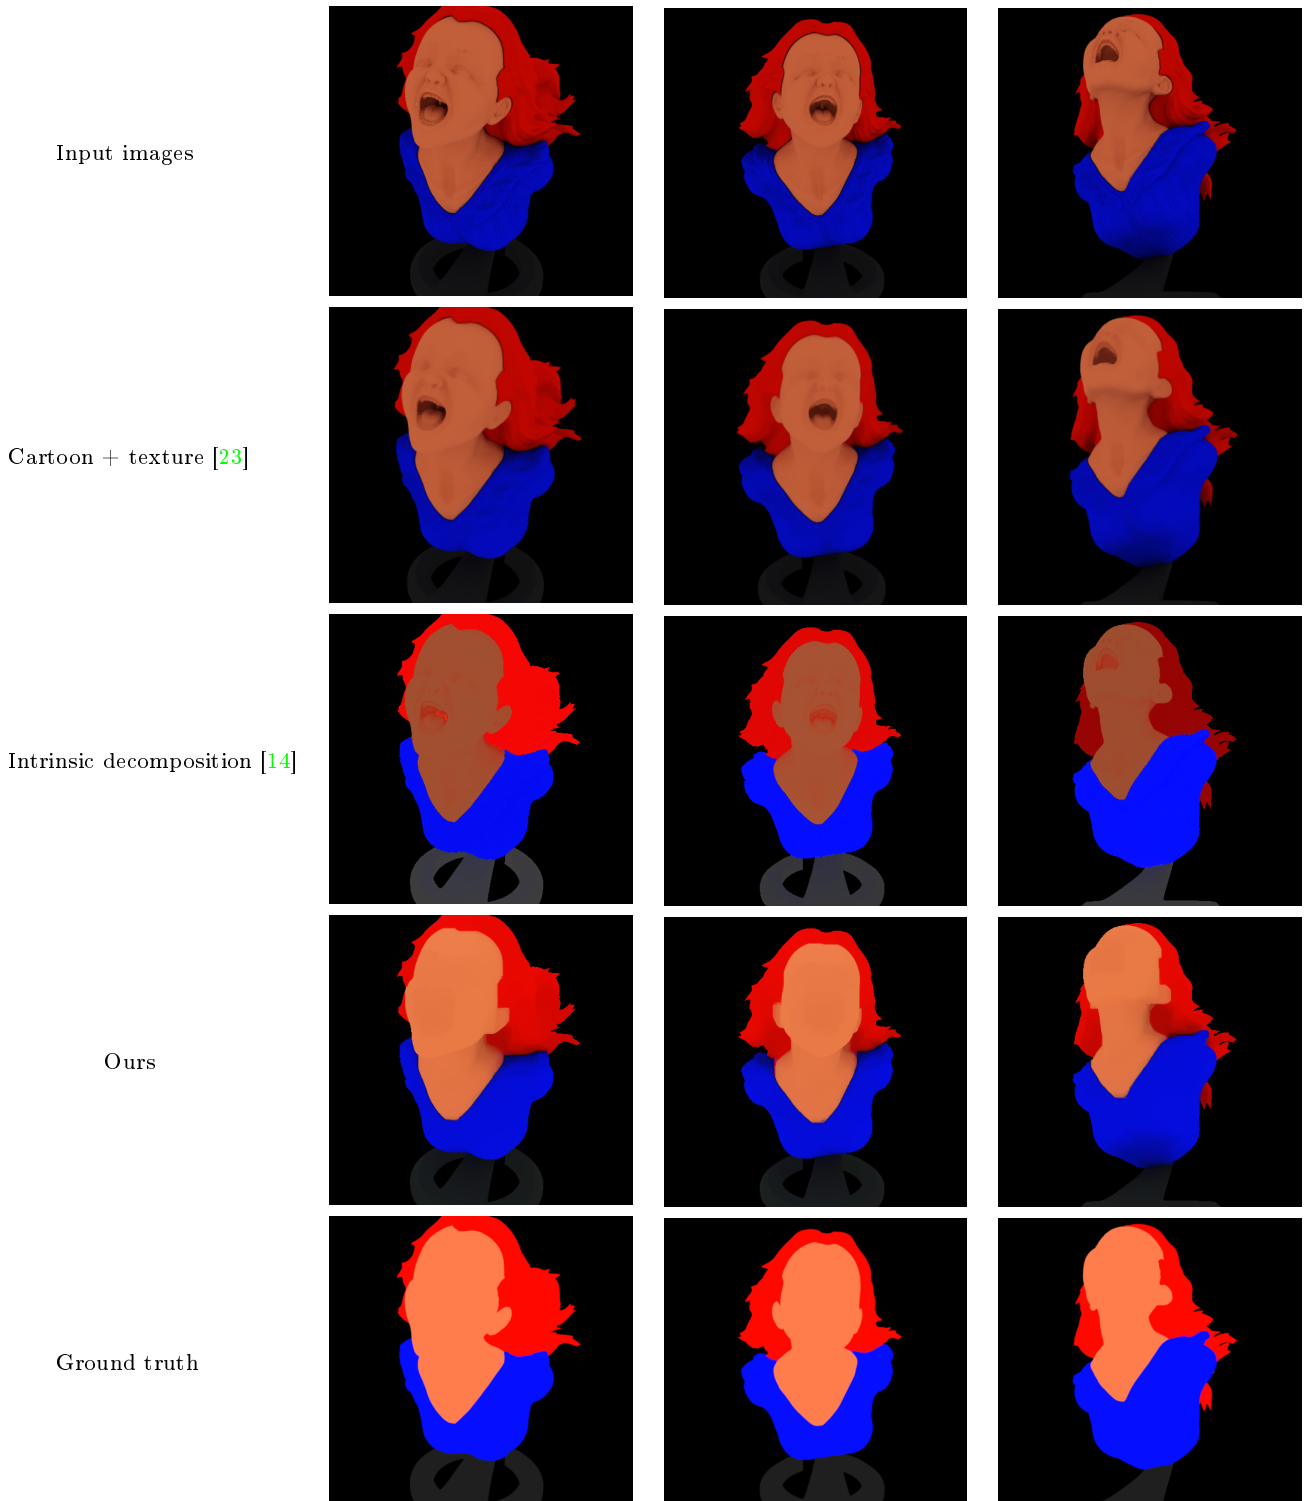 Input images
Cartoon + texture [23]
Intrinsic decomposition [14]
Ours
Ground truth